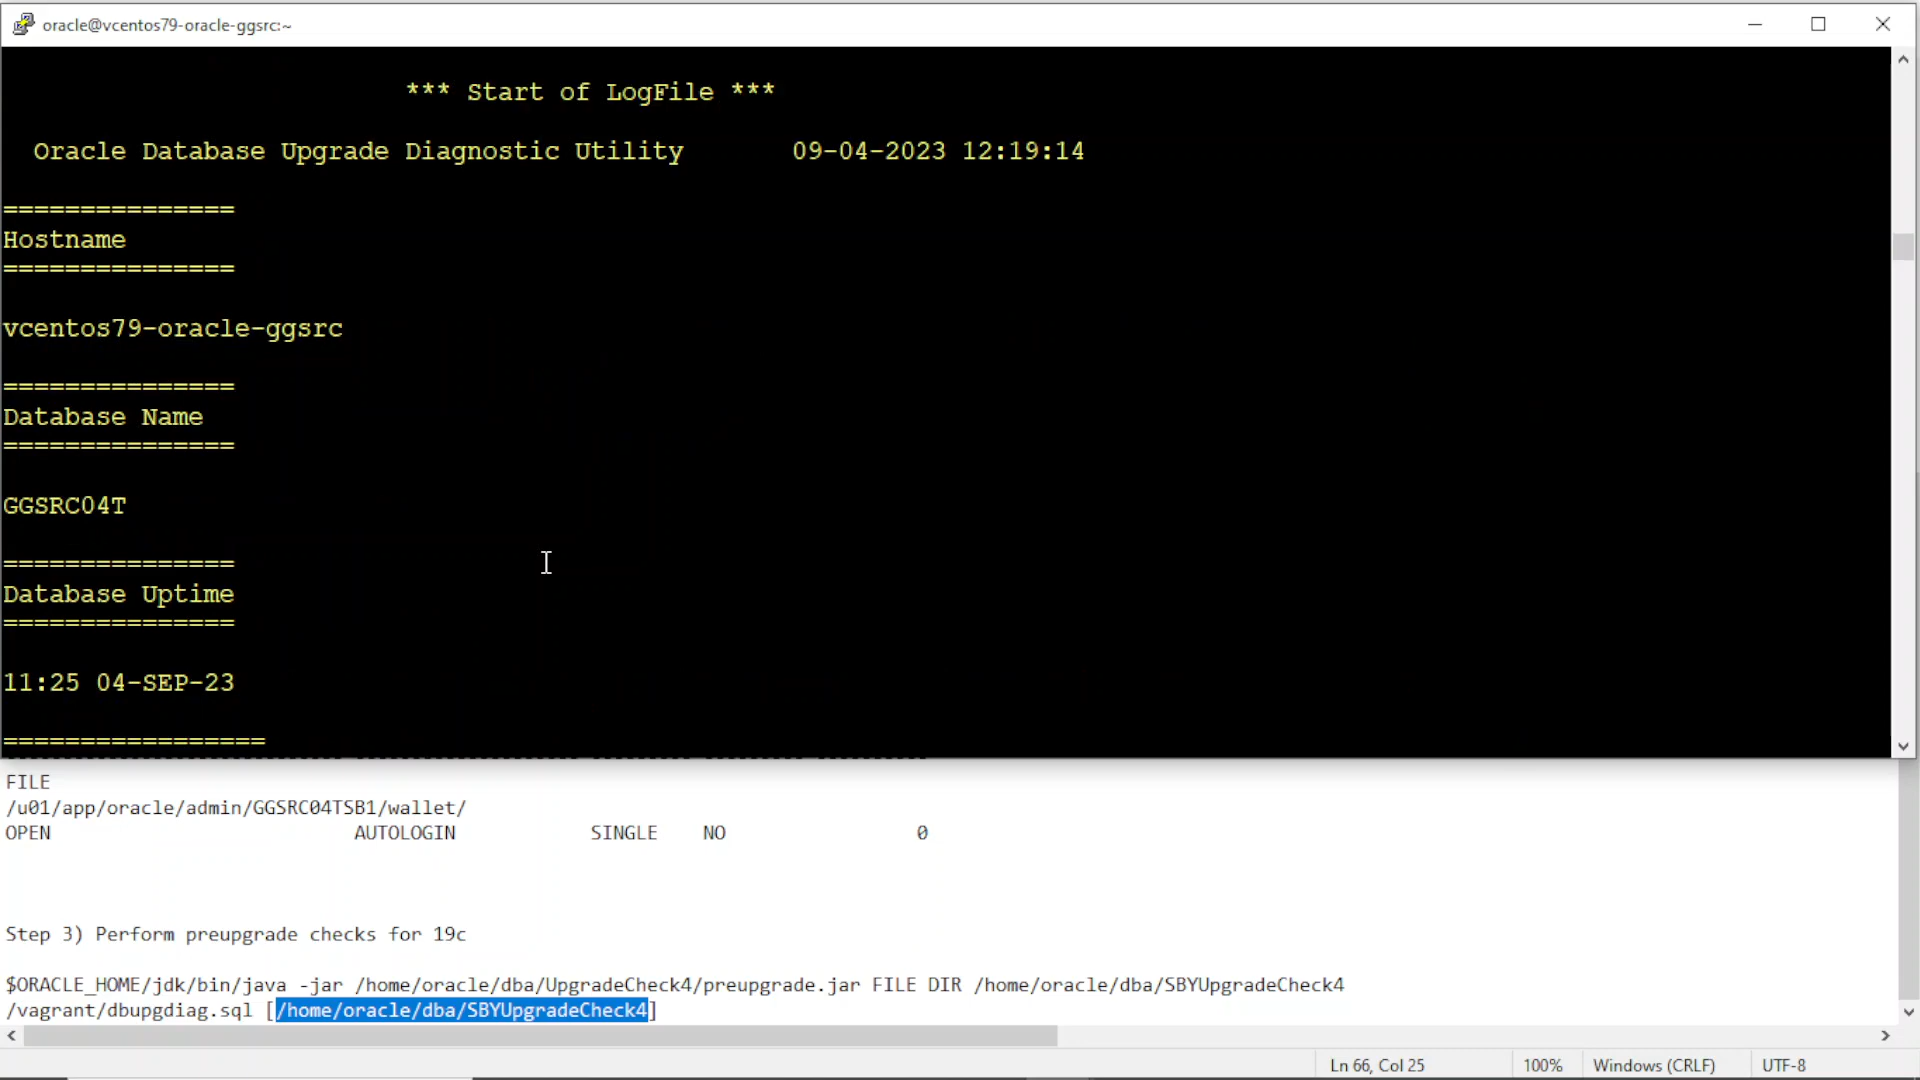 oracle@vcentos79-oracle-ggsrc:~
*** Start of LogFile ***
Oracle Database Upgrade Diagnostic Utility 09-04-2023 12:19:14
===============
Hostname
===============
vcentos79-oracle-ggsrc
===============
Database Name
===============
GGSRC04T
===============
Database Uptime
===============
11:25 04-SEP-23
=================
FILE
/u01/app/oracle/admin/GGSRC04TSB1/wallet/
OPEN AUTOLOGIN SINGLE NO 0
Step 3) Perform preupgrade checks for 19c
$ORACLE_HOME/jdk/bin/java -jar /home/oracle/dba/UpgradeCheck4/preupgrade.jar FILE DIR /home/oracle/dba/SBYUpgradeCheck4
/vagrant/dbupgdiag.sql [/home/oracle/dba/SBYUpgradeCheck4]
Ln 66, Col 25 100% Windows (CRLF) UTF-8